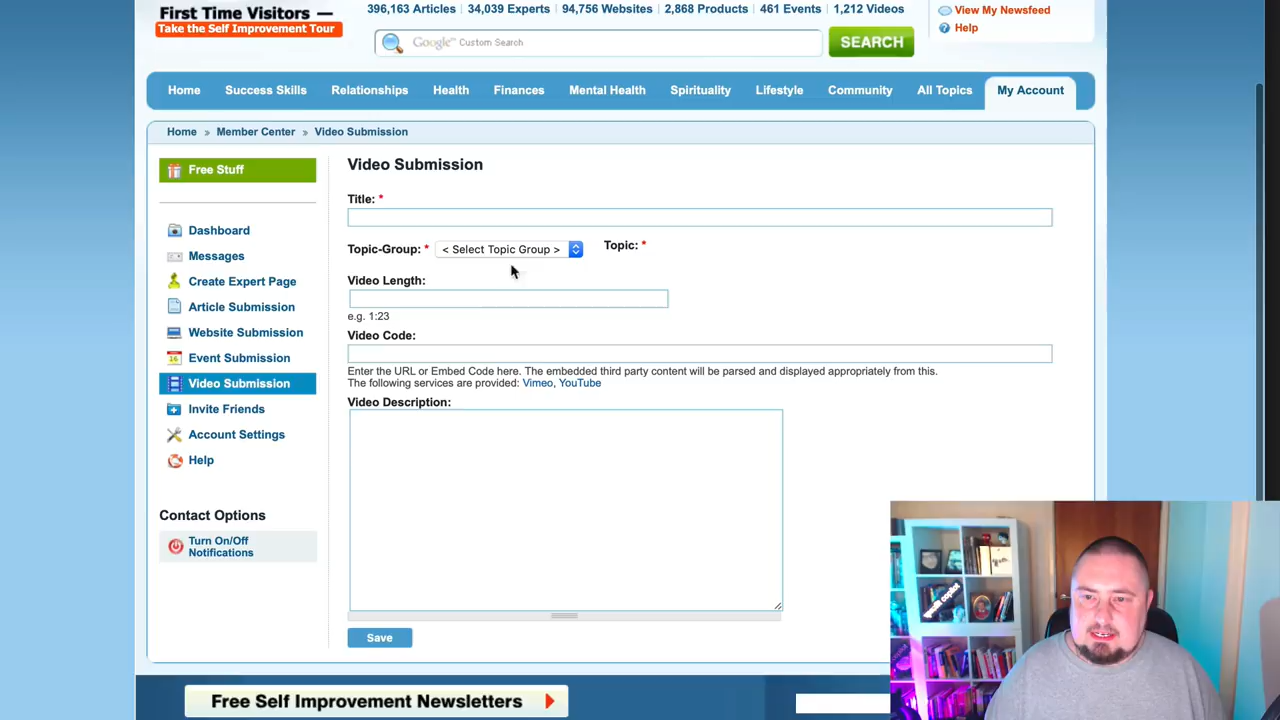 First Time Visitors —
Take the Self Improvement Tour
396,163 Articles | 34,039 Experts | 94,756 Websites | 2,868 Products | 461 Events | 1,212 Videos
Google™ Custom Search
SEARCH
View My Newsfeed
Help
Home Success Skills Relationships Health Finances Mental Health Spirituality Lifestyle Community All Topics My Account
Home » Member Center » Video Submission
Free Stuff
Dashboard
Messages
Create Expert Page
Article Submission
Website Submission
16
Event Submission
Video Submission
Invite Friends
Account Settings
Help
Contact Options
Turn On/Off
Notifications
Video Submission
Title: *
Topic-Group: * < Select Topic Group > Topic: *
Video Length:
e.g. 1:23
Video Code:
Enter the URL or Embed Code here. The embedded third party content will be parsed and displayed appropriately from this.
The following services are provided: Vimeo, YouTube
Video Description:
Save
Free Self Improvement Newsletters